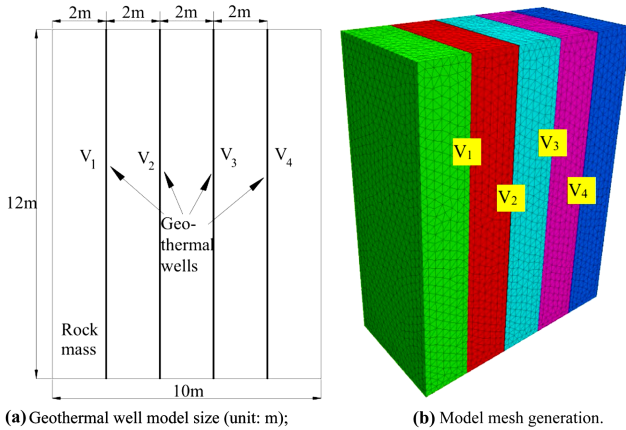 2m 2m 2m 2m
12m
V1 V2 V3 V4
Geo-
thermal
wells
Rock
mass
10m
(a) Geothermal well model size (unit: m);
V1
V2
V3
V4
(b) Model mesh generation.